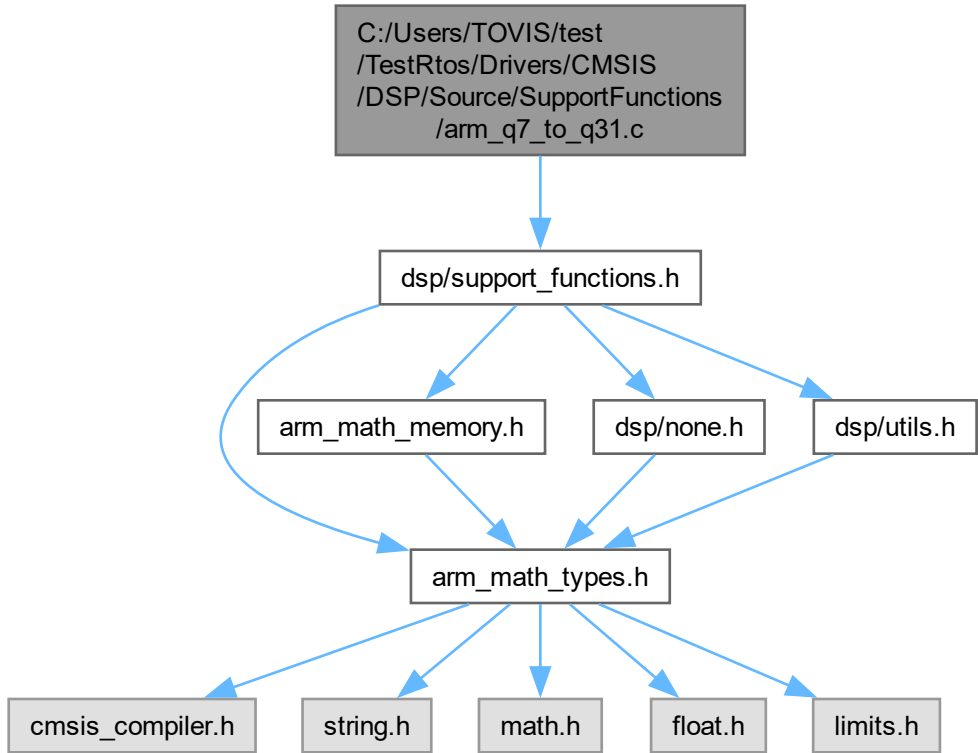 C:/Users/TOVIS/test
/TestRtos/Drivers/CMSIS
/DSP/Source/SupportFunctions
/arm_q7_to_q31.c
dsp/support_functions.h
arm_math_memory.h
dsp/none.h
dsp/utils.h
arm_math_types.h
cmsis_compiler.h
string.h
math.h
float.h
limits.h